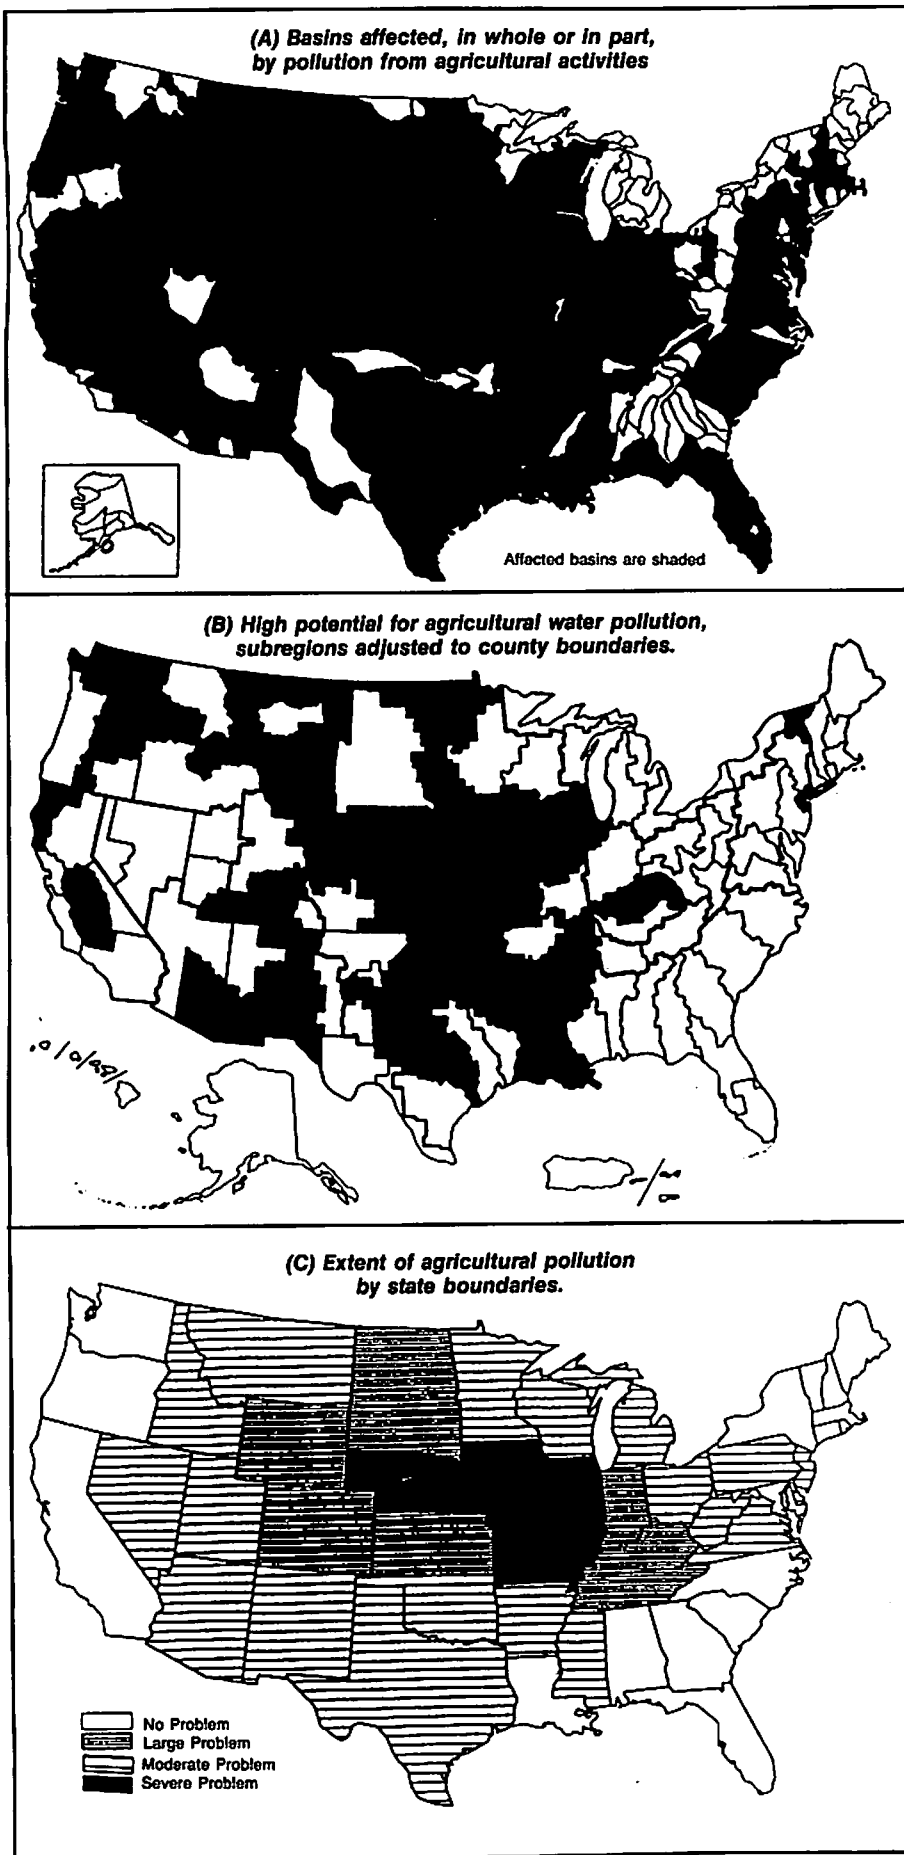 (A) Basins affected, in whole or in part,
by pollution from agricultural activities
Affected basins are shaded
(B) High potential for agricultural water pollution,
subregions adjusted to county boundaries.
(C) Extent of agricultural pollution
by state boundaries.
No Problem
Large Problem
Moderate Problem
Severe Problem